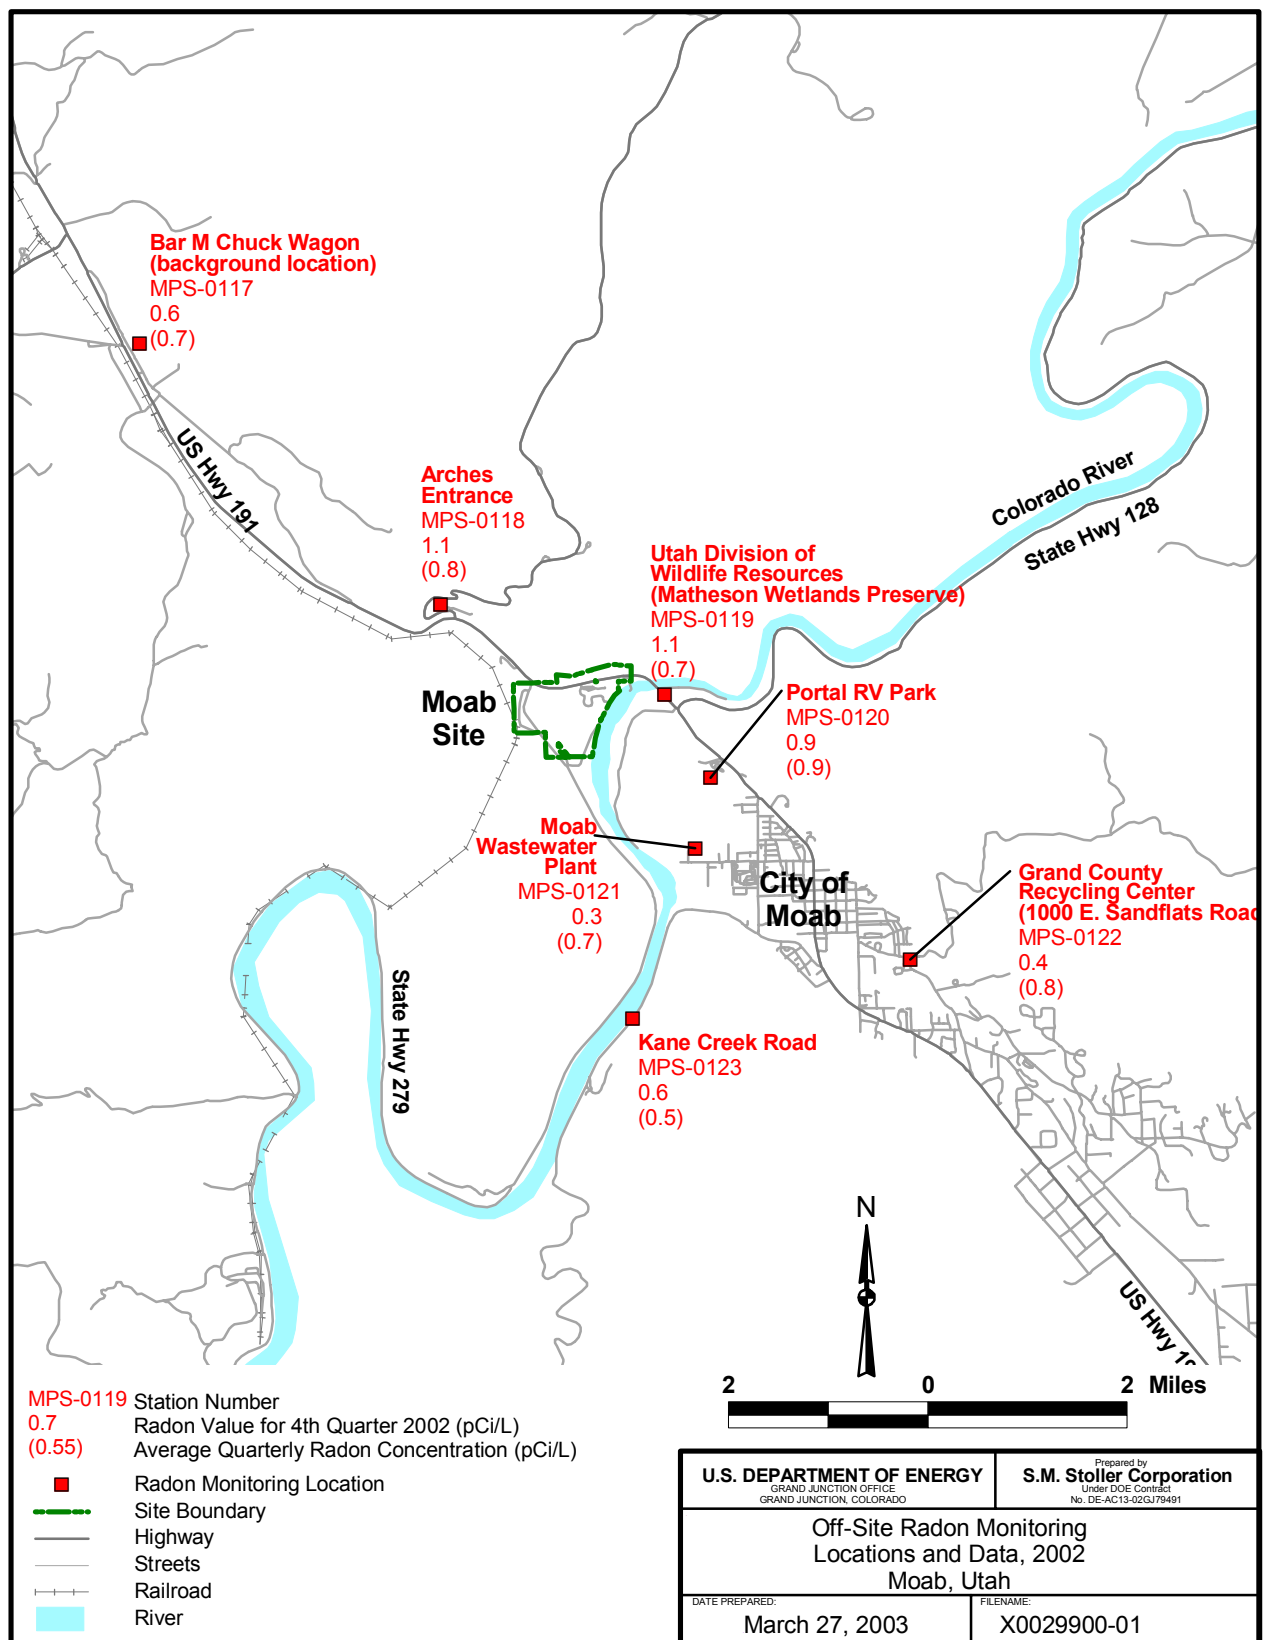 Bar M Chuck Wagon
(background location)
MPS-0117
0.6
(0.7)
US Hwy 191
Arches
Entrance
MPS-0118
1.1
(0.8)
Colorado River
State Hwy 128
Utah Division of
Wildlife Resources
(Matheson Wetlands Preserve)
MPS-0119
1.1
(0.7)
Moab
Site
Portal RV Park
MPS-0120
0.9
(0.9)
Moab
Wastewater
Plant
MPS-0121
0.3
(0.7)
City of
Moab
Grand County
Recycling Center
(1000 E. Sandflats Road
MPS-0122
0.4
(0.8)
State Hwy 279
Kane Creek Road
MPS-0123
0.6
(0.5)
N
US Hwy 19
2 0 2 Miles
MPS-0119 Station Number
0.7 Radon Value for 4th Quarter 2002 (pCi/L)
(0.55) Average Quarterly Radon Concentration (pCi/L)
Radon Monitoring Location
Site Boundary
Highway
Streets
Railroad
River
U.S. DEPARTMENT OF ENERGY
GRAND JUNCTION OFFICE
GRAND JUNCTION, COLORADO
Prepared by
S.M. Stoller Corporation
Under DOE Contract
No. DE-AC13-02GJ79491
Off-Site Radon Monitoring
Locations and Data, 2002
Moab, Utah
DATE PREPARED:
March 27, 2003
FILENAME:
X0029900-01